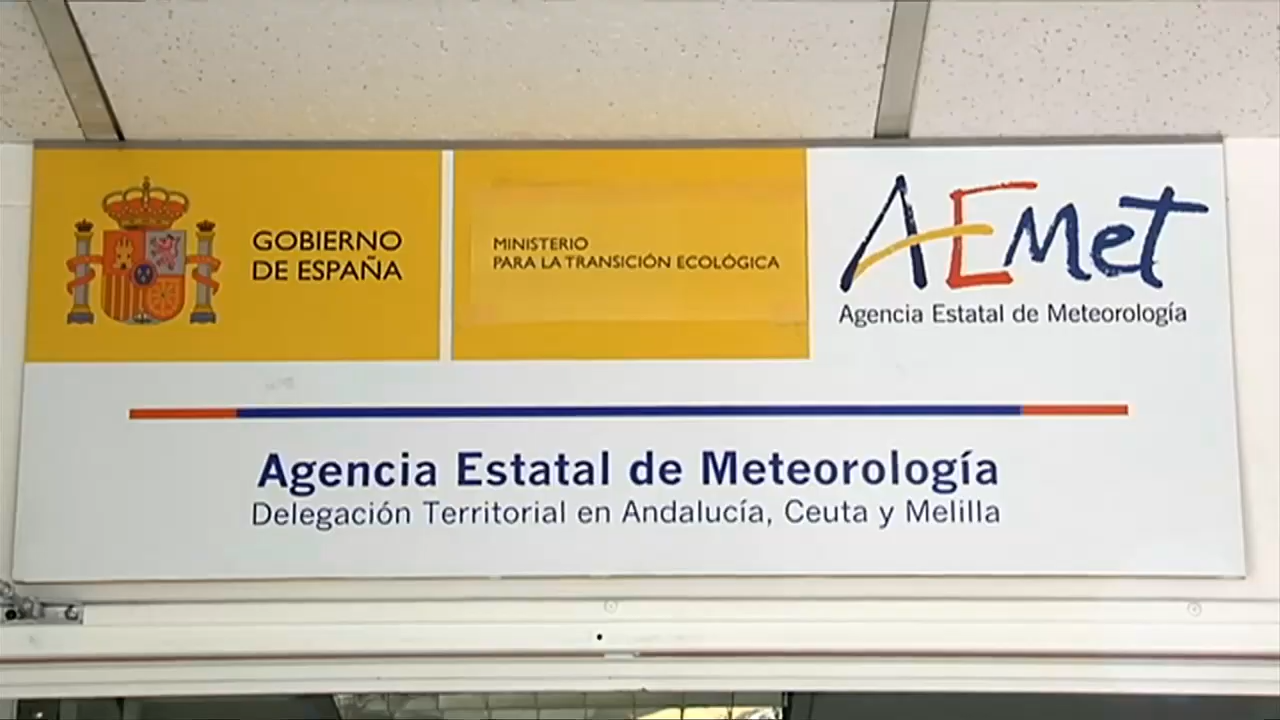 GOBIERNO
DE ESPAÑA
MINISTERIO
PARA LA TRANSICIÓN ECOLÓGICA
AEMet
Agencia Estatal de Meteorología
Agencia Estatal de Meteorología
Delegación Territorial en Andalucía, Ceuta y Melilla